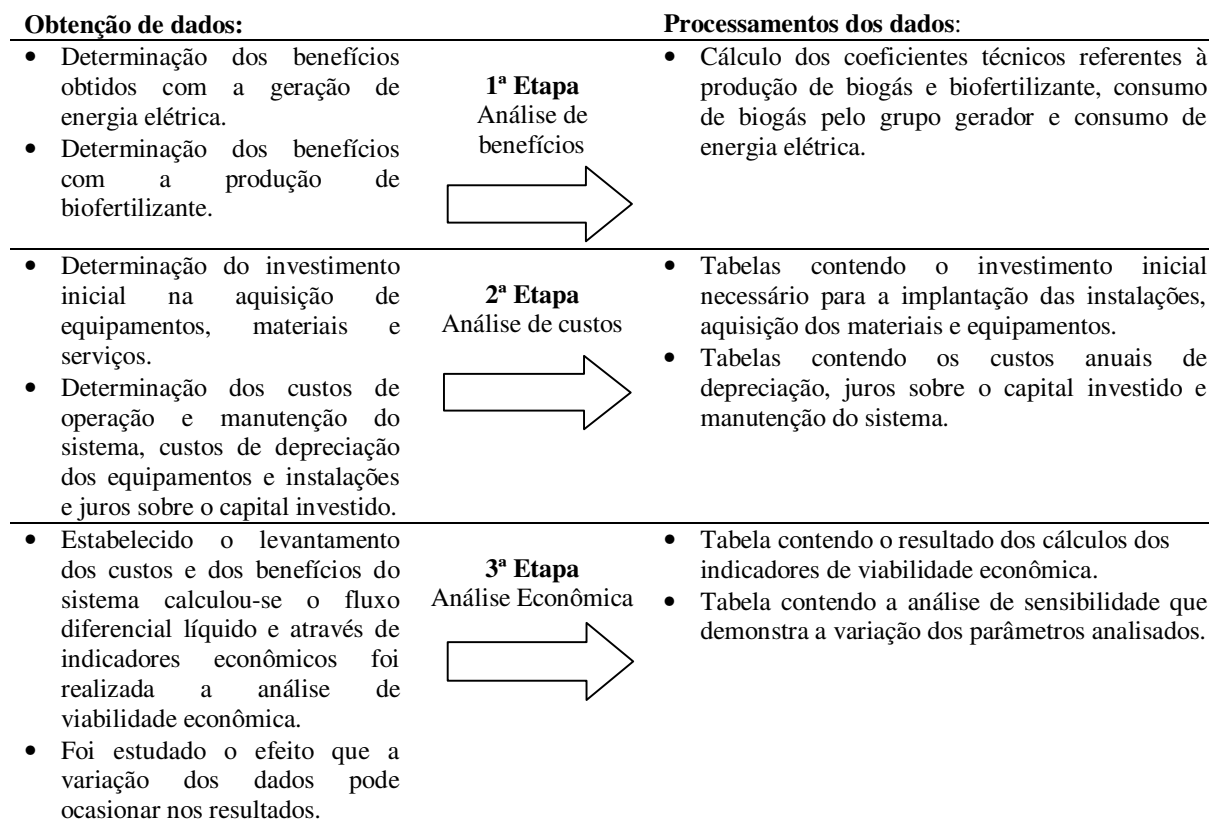 Obtenção de dados:
Processamentos dos dados:
• Determinação dos benefícios
obtidos com a geração de
energia elétrica.
• Determinação dos benefícios
com a produção de
biofertilizante.
1ª Etapa
Análise de
benefícios
• Cálculo dos coeficientes técnicos referentes à
produção de biogás e biofertilizante, consumo
de biogás pelo grupo gerador e consumo de
energia elétrica.
• Determinação do investimento
inicial na aquisição de
equipamentos, materiais e
serviços.
• Determinação dos custos de
operação e manutenção do
sistema, custos de depreciação
dos equipamentos e instalações
e juros sobre o capital investido.
2ª Etapa
Análise de custos
• Tabelas contendo o investimento inicial
necessário para a implantação das instalações,
aquisição dos materiais e equipamentos.
• Tabelas contendo os custos anuais de
depreciação, juros sobre o capital investido e
manutenção do sistema.
• Estabelecido o levantamento
dos custos e dos benefícios do
sistema calculou-se o fluxo
diferencial líquido e através de
indicadores econômicos foi
realizada a análise de
viabilidade econômica.
• Foi estudado o efeito que a
variação dos dados pode
ocasionar nos resultados.
3ª Etapa
Análise Econômica
• Tabela contendo o resultado dos cálculos dos
indicadores de viabilidade econômica.
• Tabela contendo a análise de sensibilidade que
demonstra a variação dos parâmetros analisados.